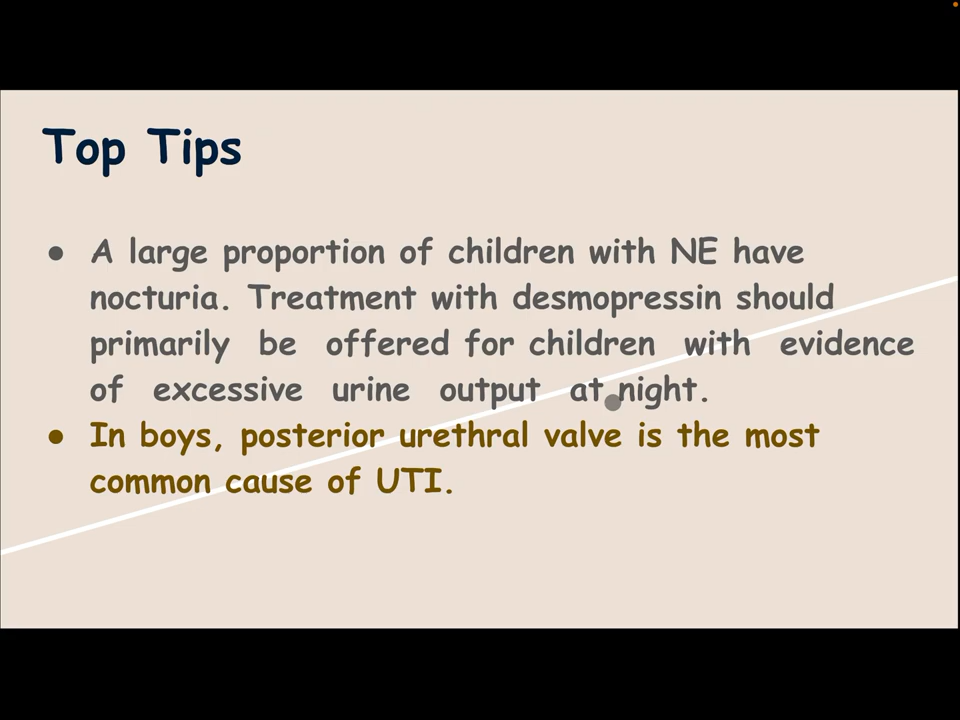 Top Tips
● A large proportion of children with NE have
nocturia. Treatment with desmopressin should
primarily be offered for children with evidence
of excessive urine output at night.
● In boys, posterior urethral valve is the most
common cause of UTI.